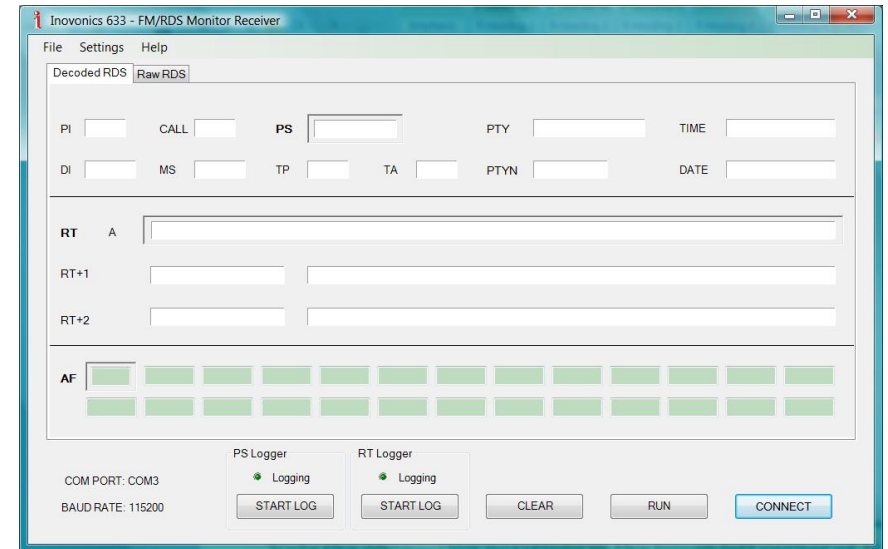 Inovonics 633 - FM/RDS Monitor Receiver
File Settings Help
Decoded RDS Raw RDS
PI CALL PS PTY TIME
DI MS TP TA PTYN DATE
RT A
RT+1
RT+2
AF
PS Logger RT Logger
COM PORT: COM3 Logging Logging
BAUD RATE: 115200 START LOG START LOG CLEAR RUN CONNECT